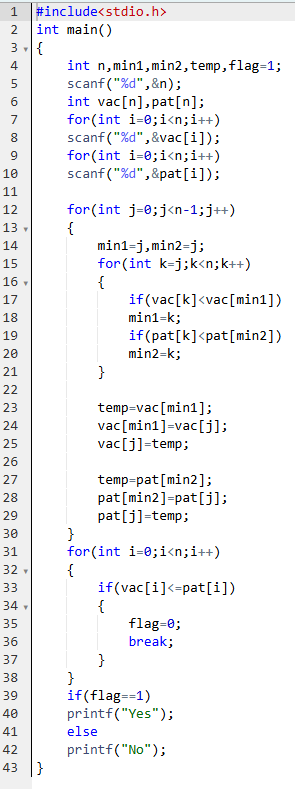 1 #include<stdio.h>
2 int main()
3 {
4 int n,min1,min2,temp,flag=1;
5 scanf("%d",&n);
6 int vac[n],pat[n];
7 for(int i=0;i<n;i++)
8 scanf("%d",&vac[i]);
9 for(int i=0;i<n;i++)
10 scanf("%d",&pat[i]);
11
12 for(int j=0;j<n-1;j++)
13 {
14 min1=j,min2=j;
15 for(int k=j;k<n;k++)
16 {
17 if(vac[k]<vac[min1])
18 min1=k;
19 if(pat[k]<pat[min2])
20 min2=k;
21 }
22
23 temp=vac[min1];
24 vac[min1]=vac[j];
25 vac[j]=temp;
26
27 temp=pat[min2];
28 pat[min2]=pat[j];
29 pat[j]=temp;
30 }
31 for(int i=0;i<n;i++)
32 {
33 if(vac[i]<=pat[i])
34 {
35 flag=0;
36 break;
37 }
38 }
39 if(flag==1)
40 printf("Yes");
41 else
42 printf("No");
43 }